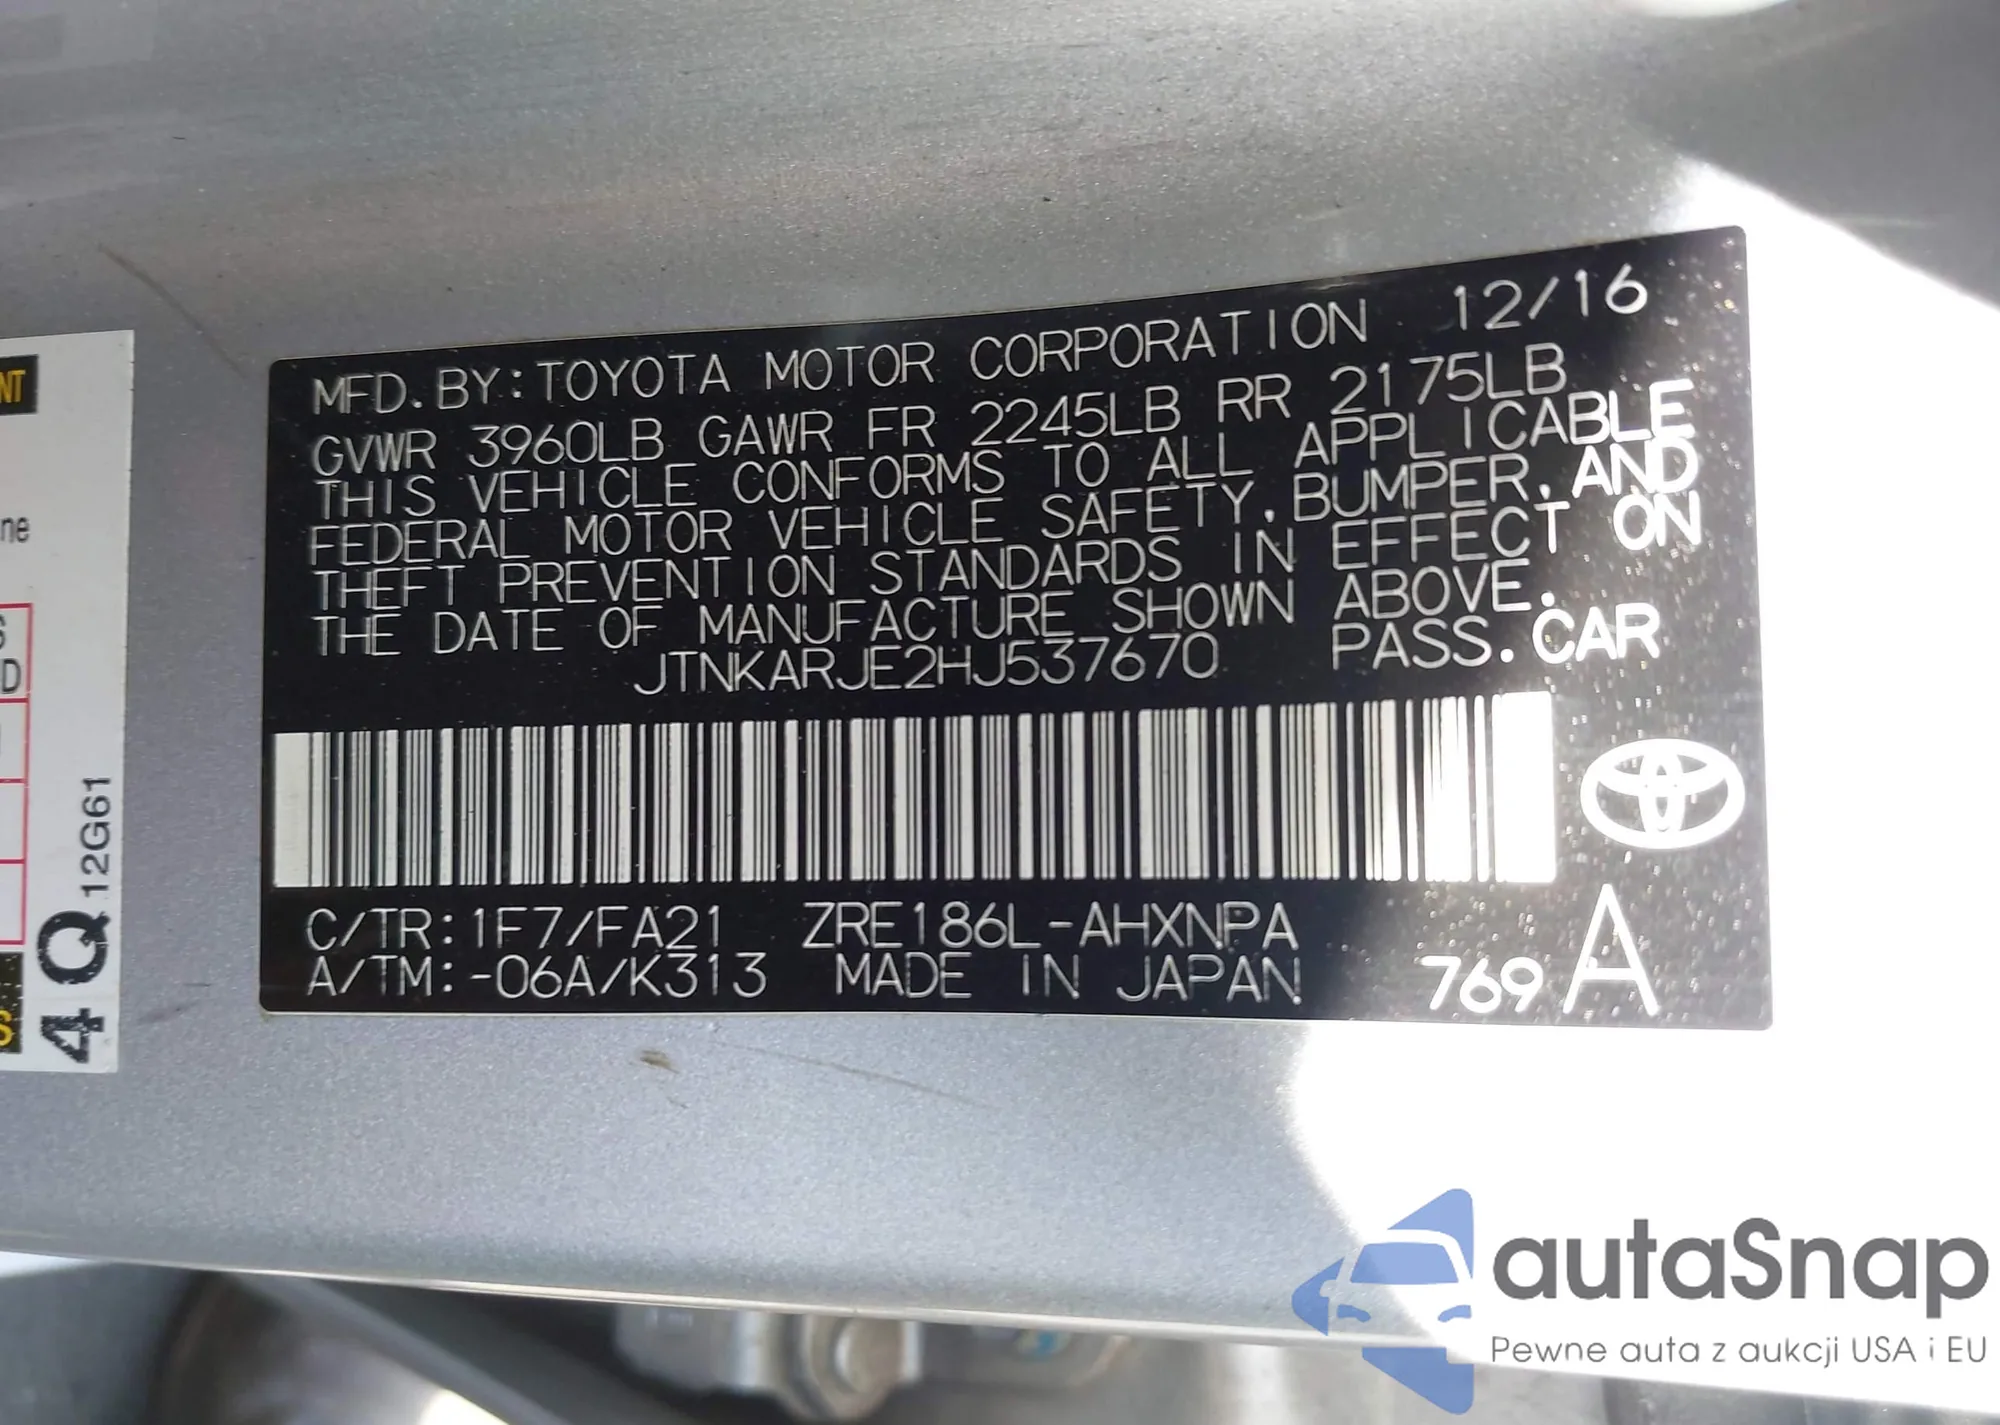 MFD. BY: TOYOTA MOTOR CORPORATION 12/16
GVWR 3960LB GAWR FR 2245LB RR 2175LB
THIS VEHICLE CONFORMS TO ALL APPLICABLE
FEDERAL MOTOR VEHICLE SAFETY, BUMPER, AND
THEFT PREVENTION STANDARDS IN EFFECT ON
THE DATE OF MANUFACTURE SHOWN ABOVE.
JTNKARJE2HJ537670 PASS. CAR
C/TR: 1F7/FA21 ZRE186L-AHXNPA
A/TM: -06A/K313 MADE IN JAPAN 769 A
4Q 12G61
autaSnap
Pewne auta z aukcji USA i EU